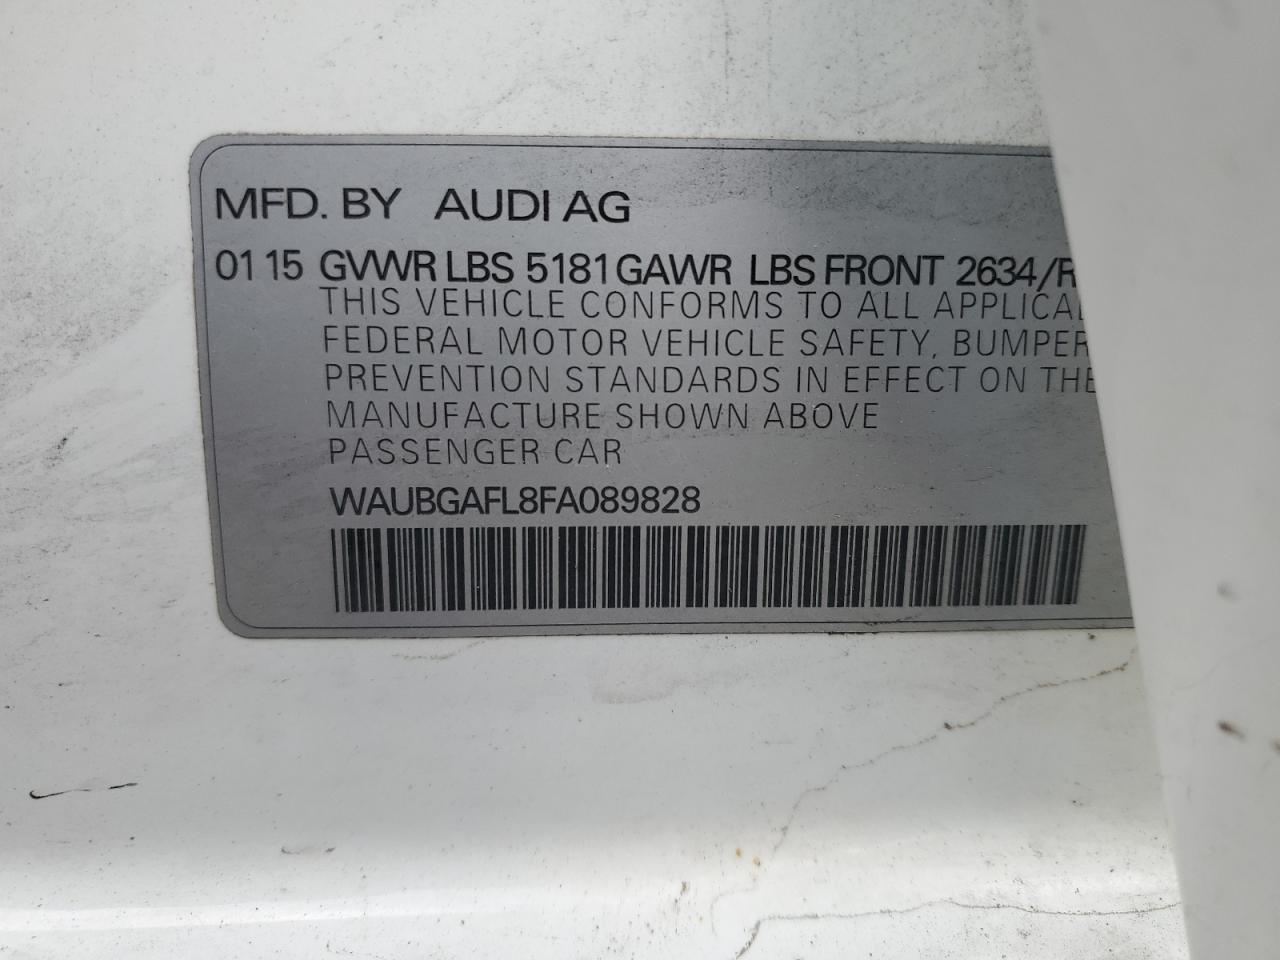 MFD. BY AUDI AG
01 15 GVWR LBS 5181 GAWR LBS FRONT 2634/R
THIS VEHICLE CONFORMS TO ALL
FEDERAL MOTOR VEHICLE SAFETY, BUMPER
PREVENTION STANDARDS IN EFFECT ON THE
MANUFACTURE SHOWN ABOVE
PASSENGER CAR
WAUBGAFL8FA089828